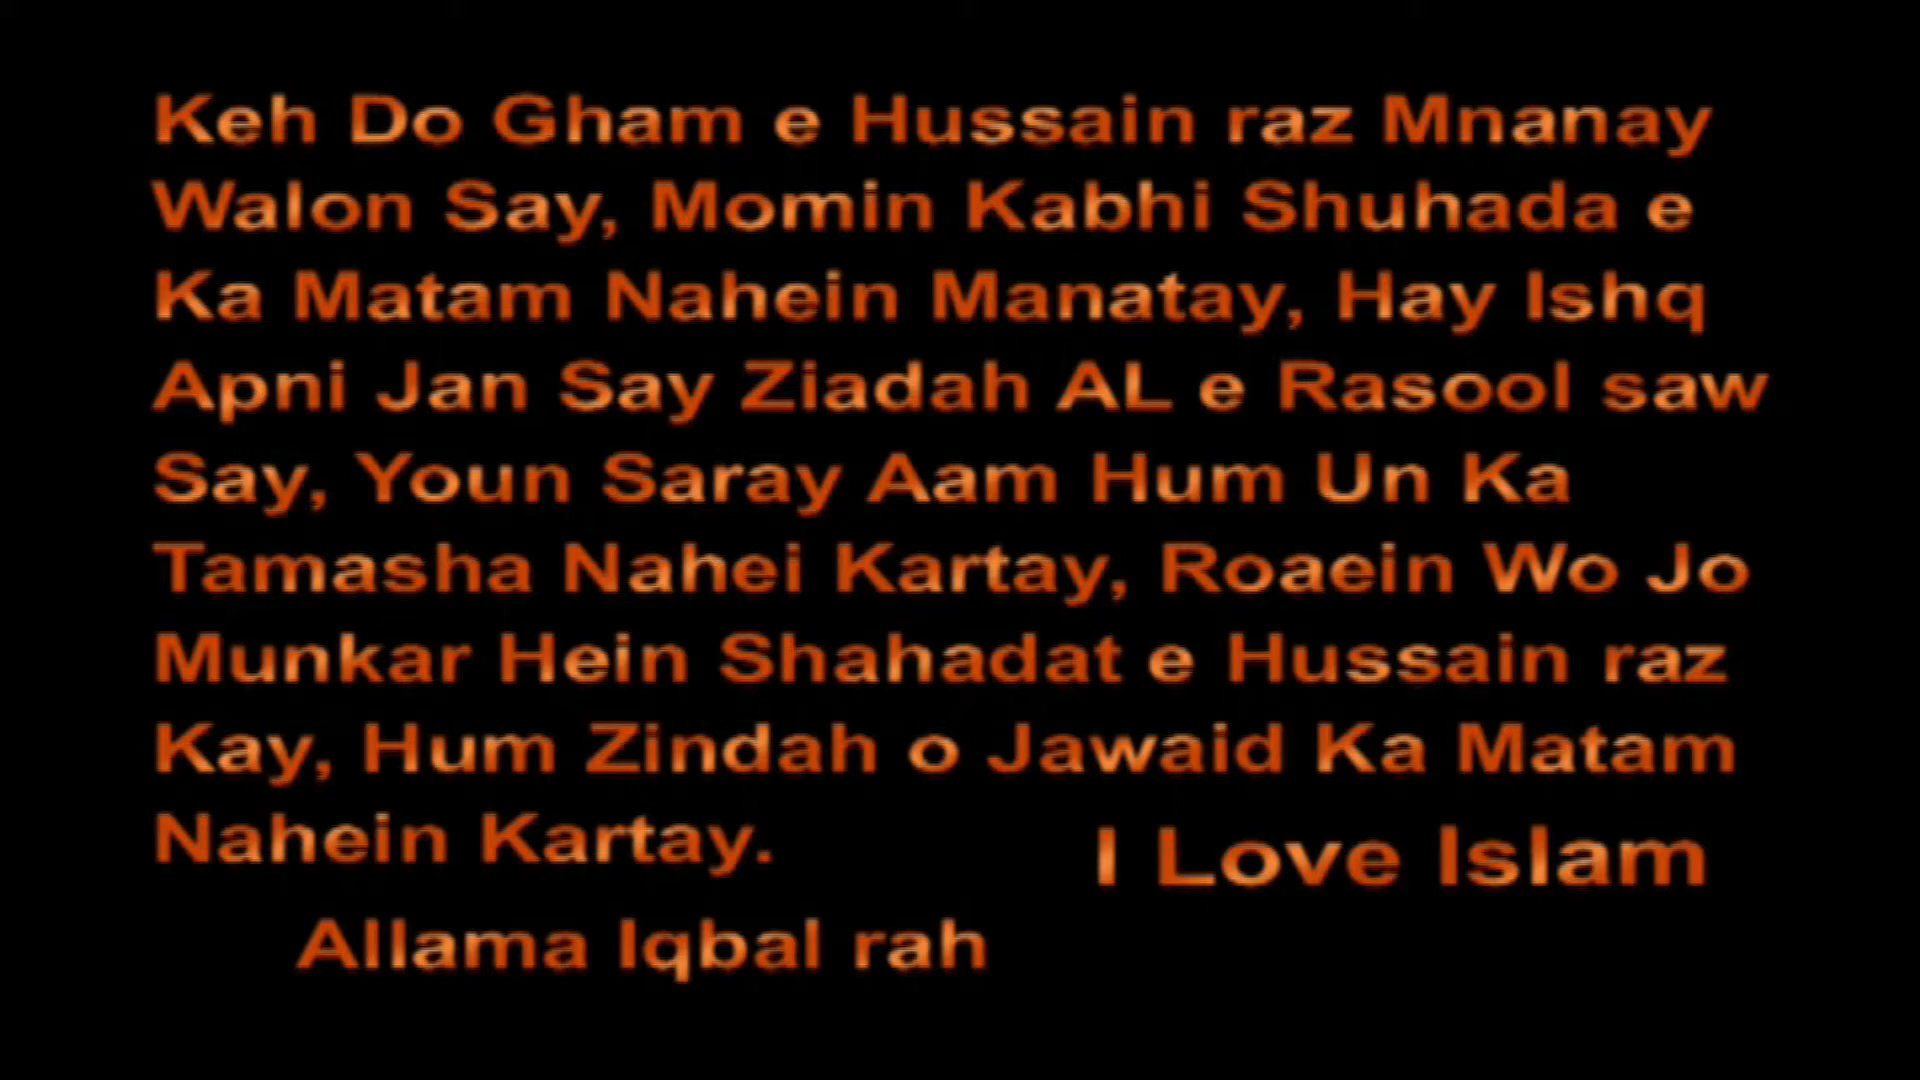 Keh Do Gham e Hussain raz Mnanay
Walon Say, Momin Kabhi Shuhada e
Ka Matam Nahein Manatay, Hay Ishq
Apni Jan Say Ziadah AL e Rasool saw
Say, Youn Saray Aam Hum Un Ka
Tamasha Nahei Kartay, Roaein Wo Jo
Munkar Hein Shahadat e Hussain raz
Kay, Hum Zindah o Jawaid Ka Matam
Nahein Kartay.
I Love Islam
Allama Iqbal rah